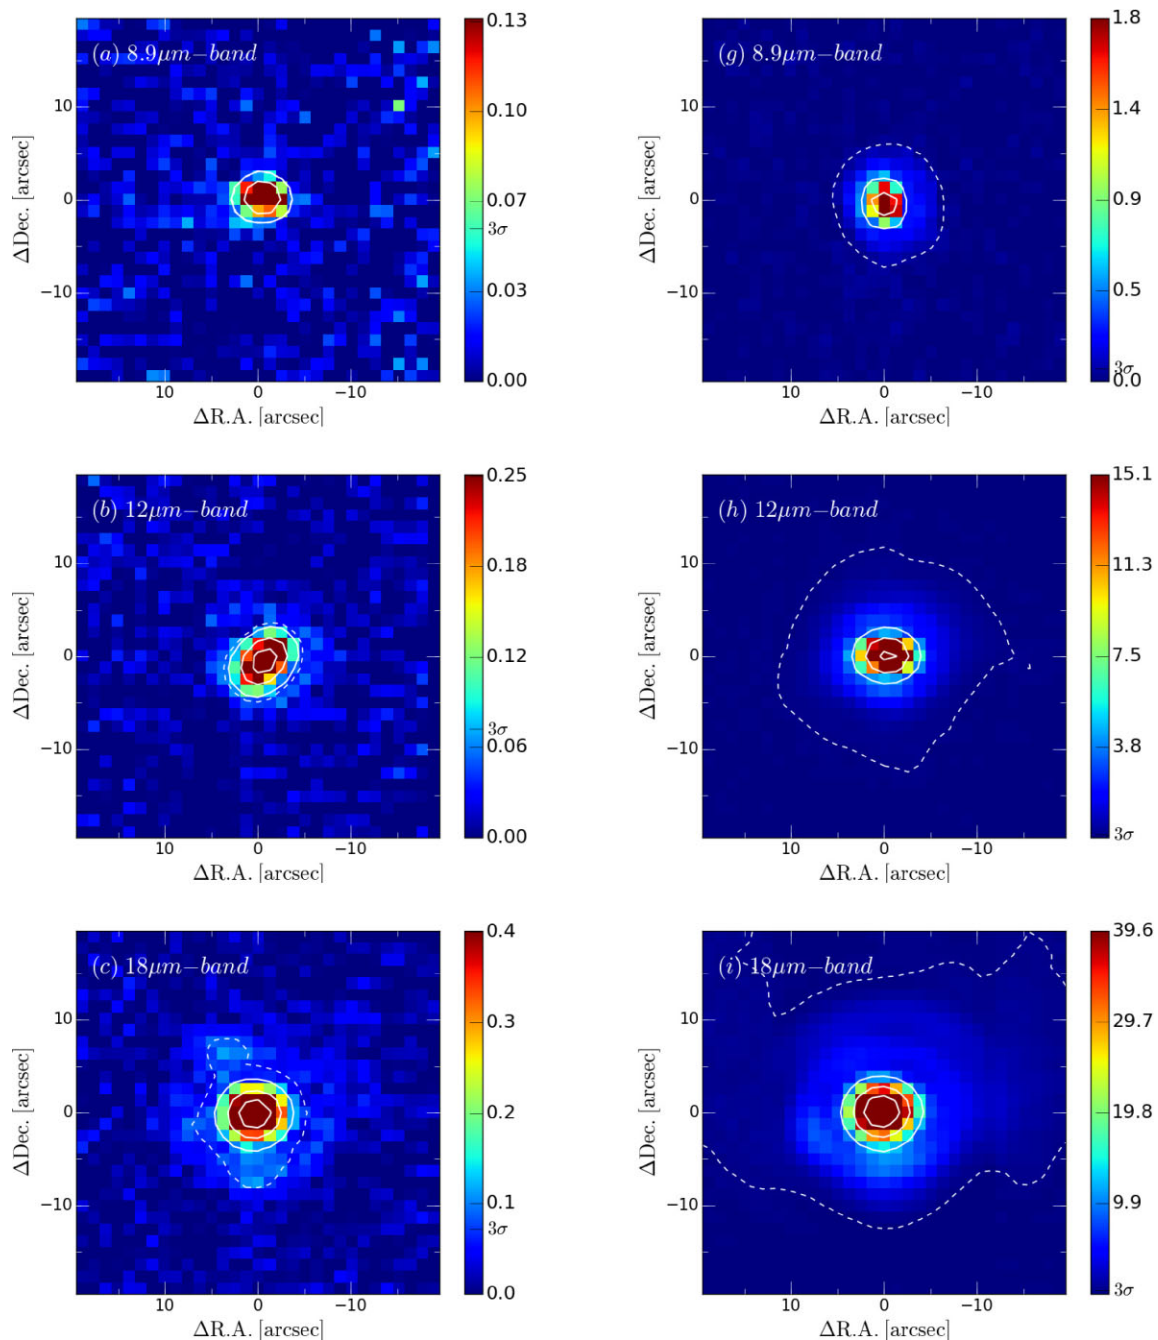 (a) 8.9μm−band
0.13
0.10
0.07
3σ
0.03
0.00
10
0
−10
ΔDec. [arcsec]
10
0
−10
ΔR.A. [arcsec]
(g) 8.9μm−band
1.8
1.4
0.9
0.5
3σ
0.0
10
0
−10
ΔDec. [arcsec]
10
0
−10
ΔR.A. [arcsec]
(b) 12μm−band
0.25
0.18
0.12
3σ
0.06
0.00
10
0
−10
ΔDec. [arcsec]
10
0
−10
ΔR.A. [arcsec]
(h) 12μm−band
15.1
11.3
7.5
3.8
3σ
10
0
−10
ΔDec. [arcsec]
10
0
−10
ΔR.A. [arcsec]
(c) 18μm−band
0.4
0.3
0.2
0.1
3σ
0.0
10
0
−10
ΔDec. [arcsec]
10
0
−10
ΔR.A. [arcsec]
(i) 18μm−band
39.6
29.7
19.8
9.9
3σ
10
0
−10
ΔDec. [arcsec]
10
0
−10
ΔR.A. [arcsec]